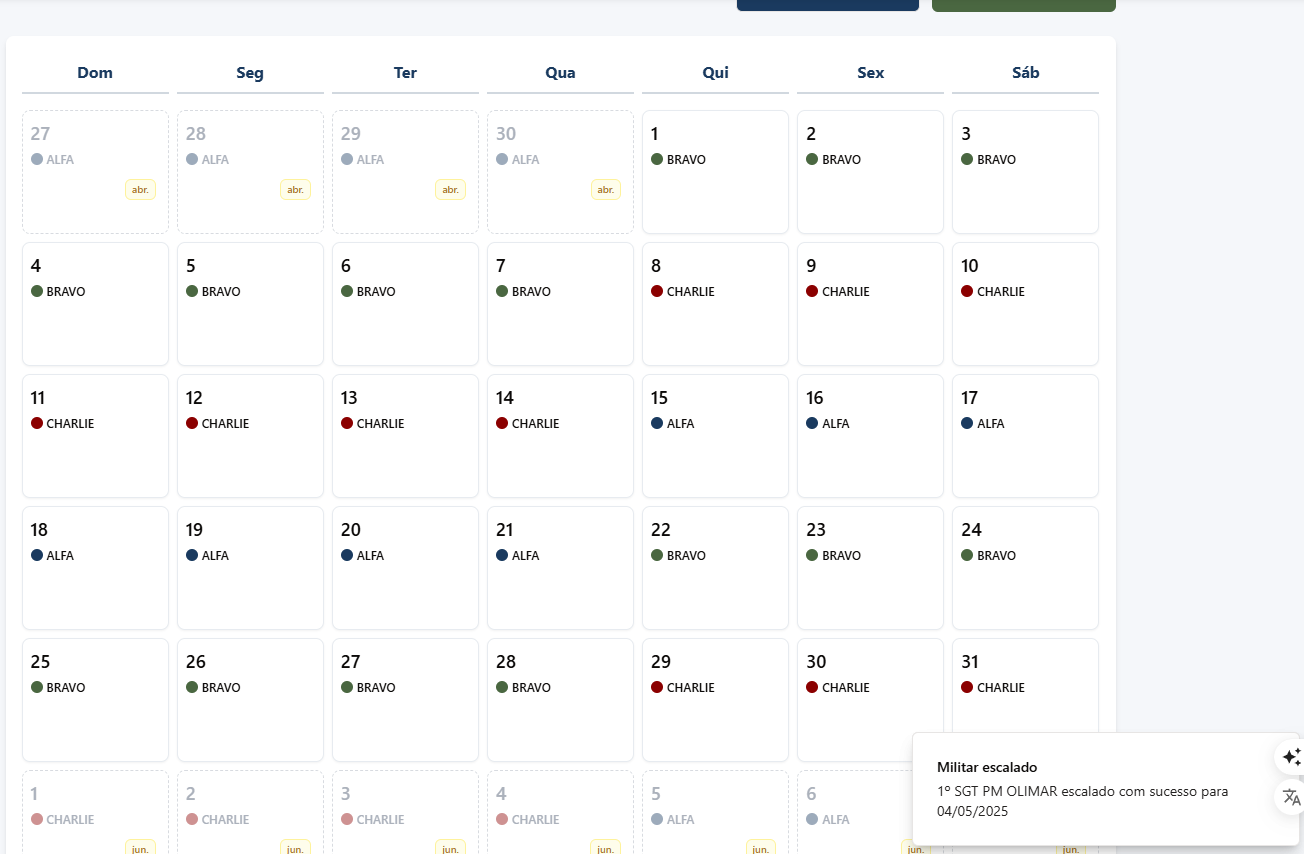 Dom Seg Ter Qua Qui Sex Sáb
27 28 29 30 1 2 3
ALFA ALFA ALFA ALFA BRAVO BRAVO BRAVO
abr. abr. abr. abr.
4 5 6 7 8 9 10
BRAVO BRAVO BRAVO BRAVO CHARLIE CHARLIE CHARLIE
11 12 13 14 15 16 17
CHARLIE CHARLIE CHARLIE CHARLIE ALFA ALFA ALFA
18 19 20 21 22 23 24
ALFA ALFA ALFA ALFA BRAVO BRAVO BRAVO
25 26 27 28 29 30 31
BRAVO BRAVO BRAVO BRAVO CHARLIE CHARLIE CHARLIE
1 2 3 4 5 6
CHARLIE CHARLIE CHARLIE CHARLIE ALFA ALFA
jun. jun. jun. jun. jun. jun. jun.
Militar escalado
1º SGT PM OLIMAR escalado com sucesso para
04/05/2025